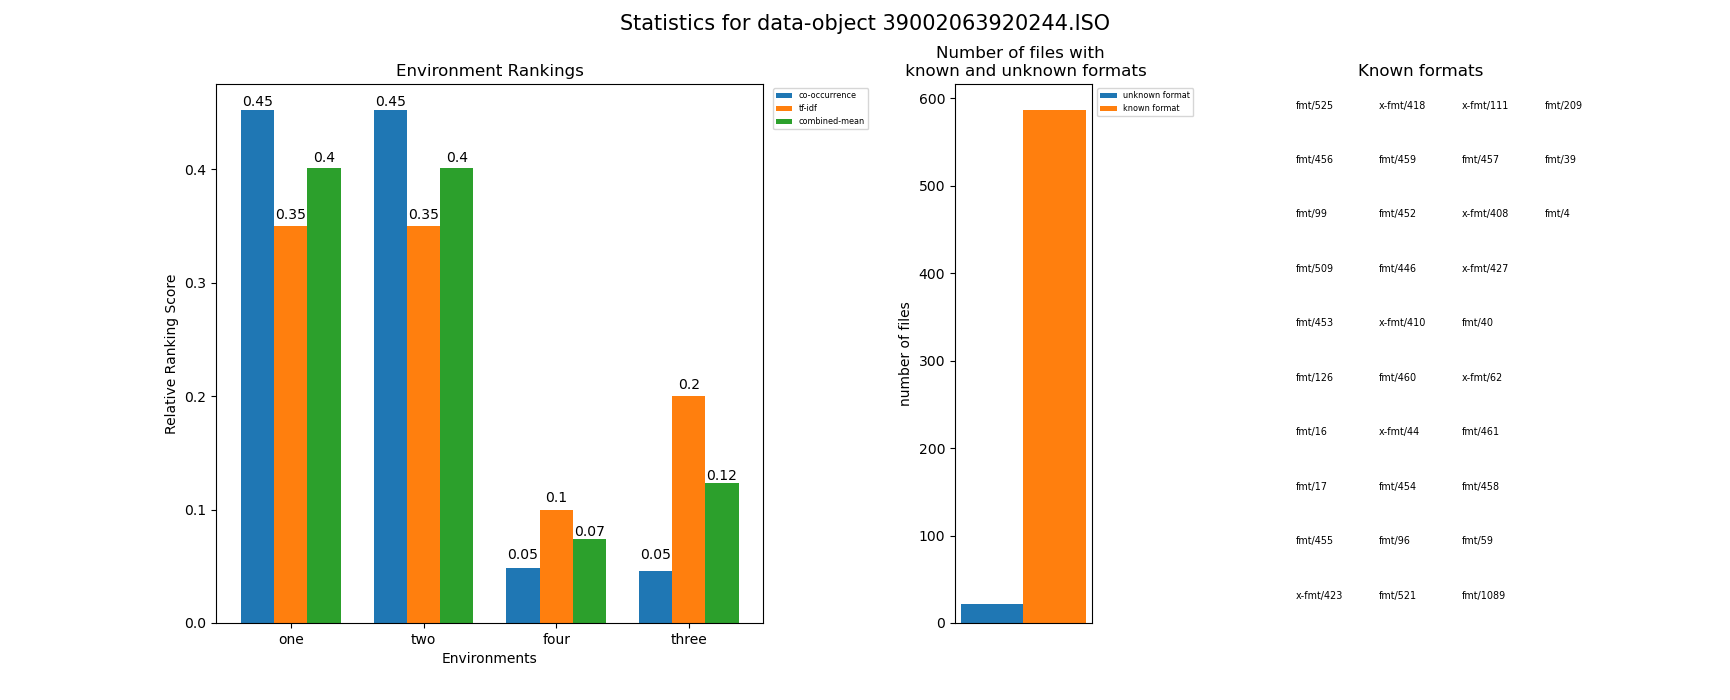 Statistics for data-object 39002063920244.ISO
Environment Rankings
0.45
0.45
0.4
0.4
0.35
0.35
0.2
0.12
0.1
0.07
0.05
0.05
0.4
0.3
0.2
0.1
0.0
Relative Ranking Score
one two four three
Environments
co-occurrence
tf-idf
combined-mean
Number of files with
known and unknown formats
600
500
400
300
200
100
0
number of files
unknown format
known format
Known formats
fmt/525 x-fmt/418 x-fmt/111 fmt/209
fmt/456 fmt/459 fmt/457 fmt/39
fmt/99 fmt/452 x-fmt/408 fmt/4
fmt/509 fmt/446 x-fmt/427
fmt/453 x-fmt/410 fmt/40
fmt/126 fmt/460 x-fmt/62
fmt/16 x-fmt/44 fmt/461
fmt/17 fmt/454 fmt/458
fmt/455 fmt/96 fmt/59
x-fmt/423 fmt/521 fmt/1089